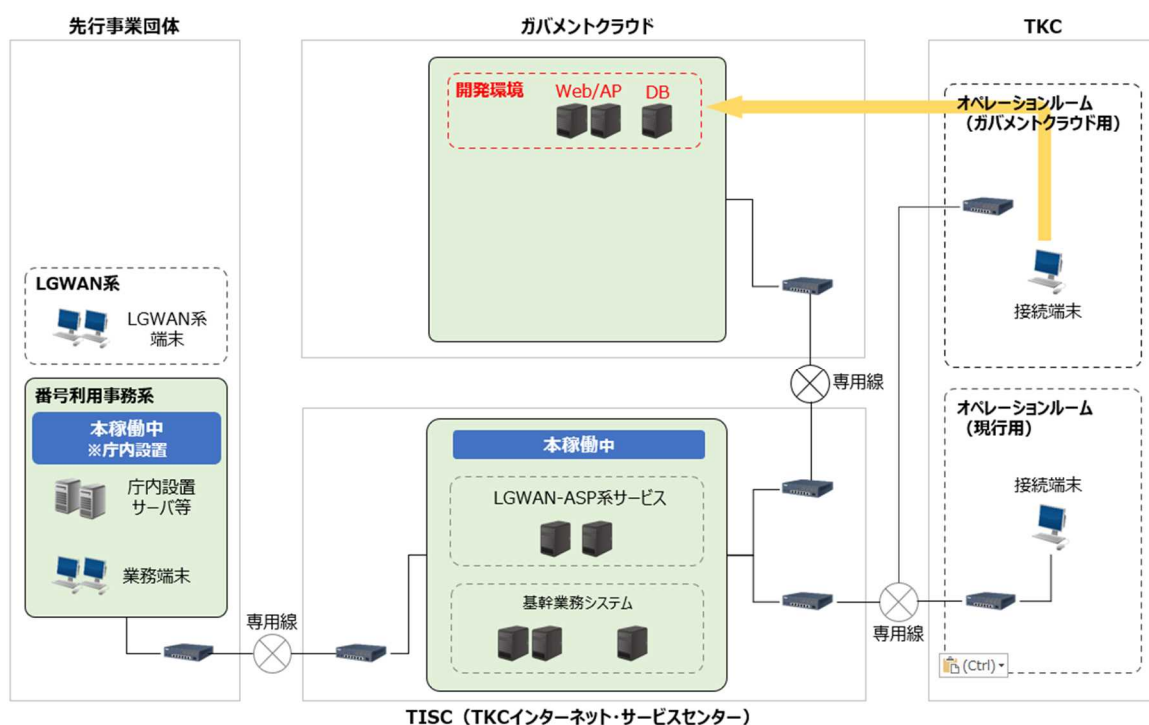 先行事業団体
ガバメントクラウド
TKC
開発環境
Web/AP
DB
オペレーションルーム
（ガバメントクラウド用）
接続端末
LGWAN系
LGWAN系
端末
番号利用事務系
本稼働中
※庁内設置
庁内設置
サーバ等
業務端末
専用線
専用線
本稼働中
LGWAN-ASP系サービス
基幹業務システム
専用線
オペレーションルーム
（現行用）
接続端末
(Ctrl)
TISC（TKCインターネット・サービスセンター）